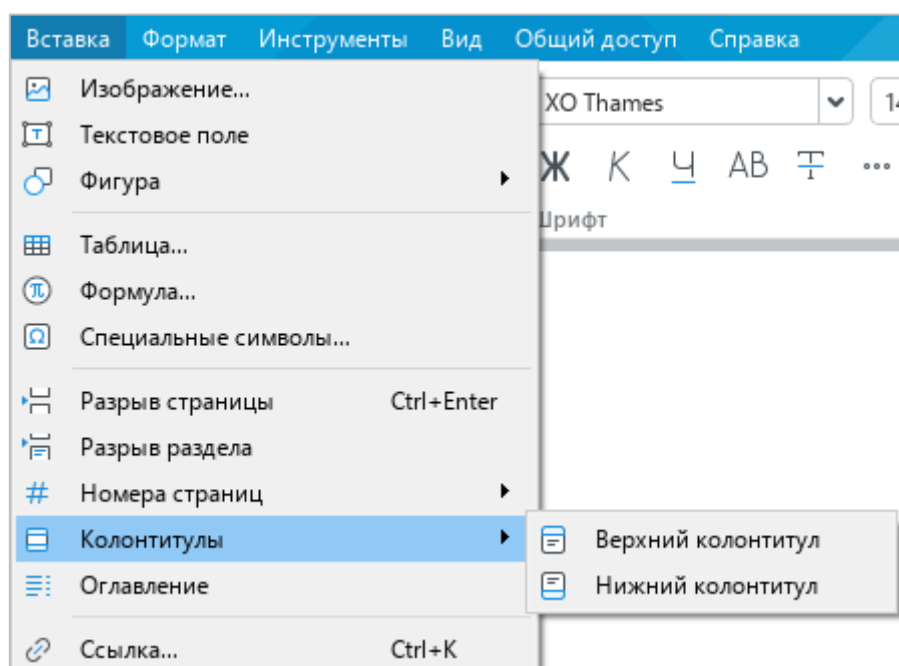 Вставка Формат Инструменты Вид Общий доступ Справка
Изображение...
XO Thames 14
Текстовое поле
Фигура
Ж К Ч АВ Т ...
Шрифт
Таблица...
Формула...
Специальные символы...
Разрыв страницы Ctrl+Enter
Разрыв раздела
# Номера страниц
Колонтитулы
Верхний колонтитул
Оглавление
Нижний колонтитул
Ссылка... Ctrl+K